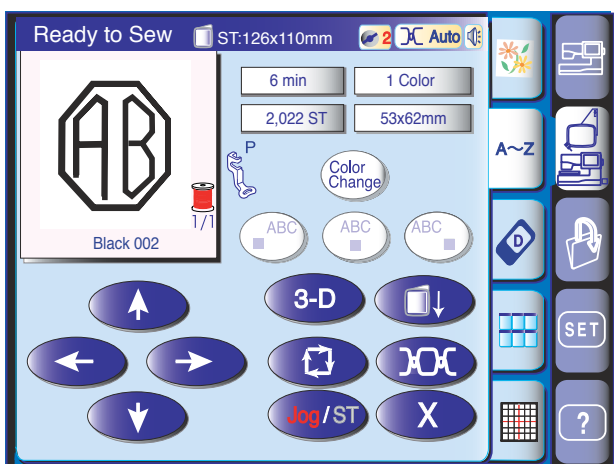 Ready to Sew ST:126x110mm 2 Auto
AB
1/1
Black 002
6 min 1 Color
2,022 ST 53x62mm
P
Color
Change
ABC ABC ABC
3-D
Jog/ST X
A~Z
D
SET
?